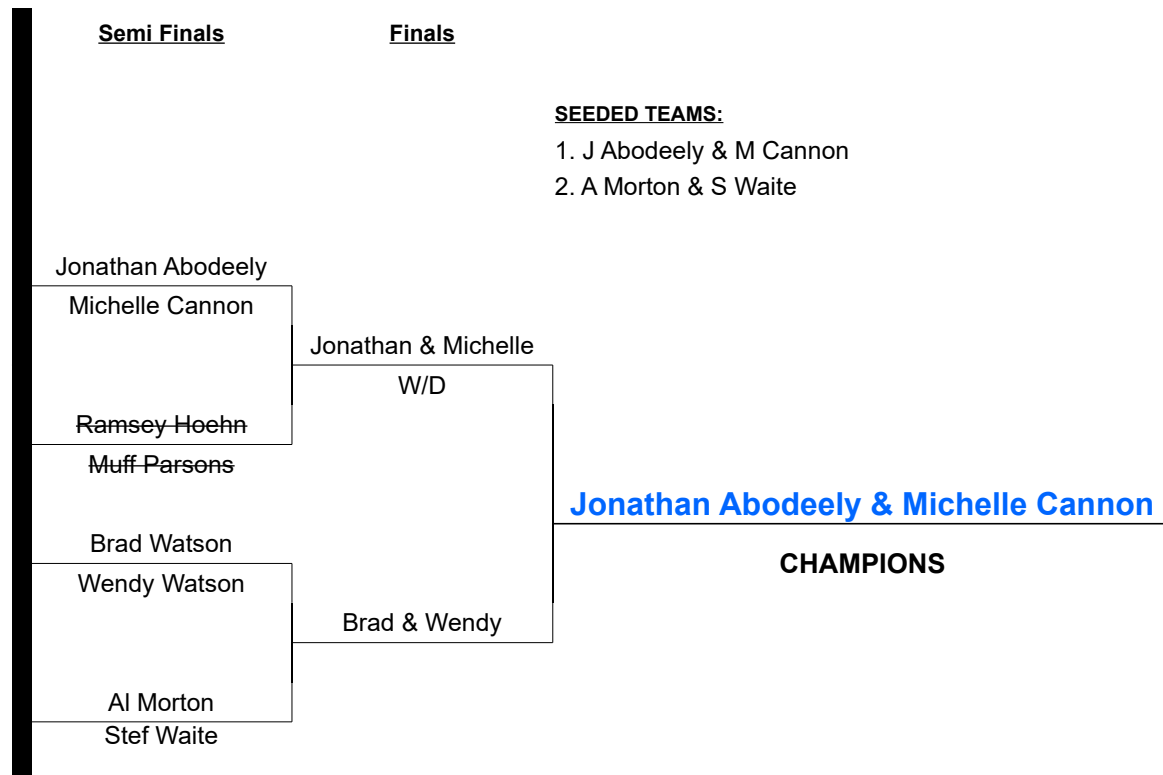 Semi Finals
Finals
SEEDED TEAMS:
1. J Abodeely & M Cannon
2. A Morton & S Waite
Jonathan Abodeely
Michelle Cannon
Jonathan & Michelle
W/D
Ramsey Hoehn
Muff Parsons
Jonathan Abodeely & Michelle Cannon
CHAMPIONS
Brad Watson
Wendy Watson
Brad & Wendy
Al Morton
Stef Waite